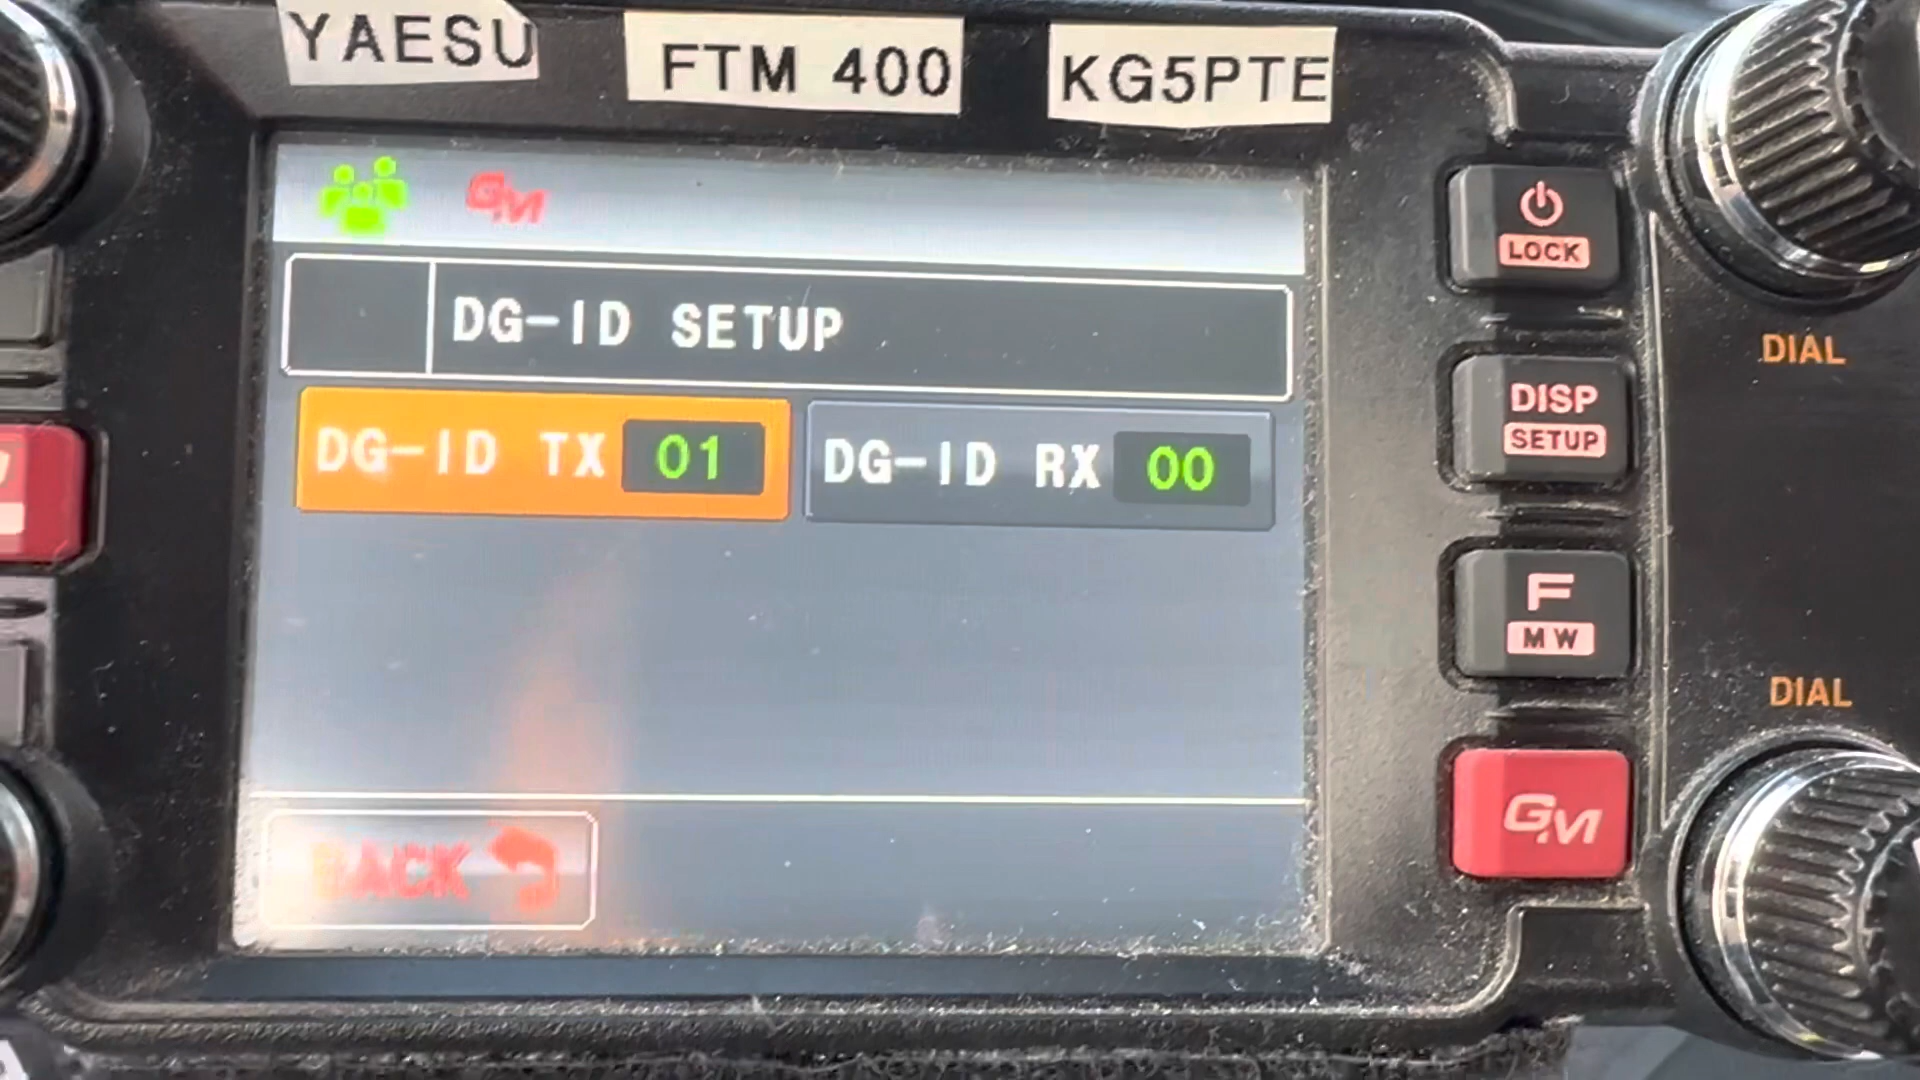 YAESU FTM 400 KG5PTE
GM
DG-ID SETUP
DG-ID TX 01 DG-ID RX 00
BACK
LOCK
DISP
SETUP
F
MW
GM
DIAL
DIAL